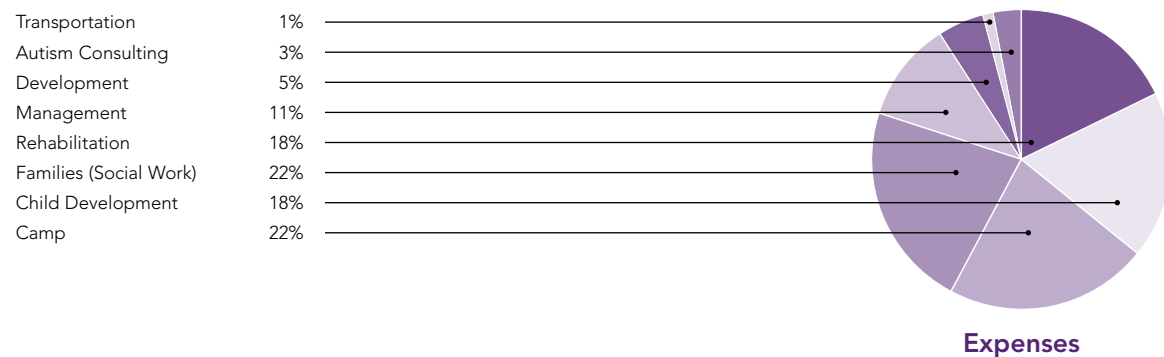 Transportation 1%
Autism Consulting 3%
Development 5%
Management 11%
Rehabilitation 18%
Families (Social Work) 22%
Child Development 18%
Camp 22%
Expenses